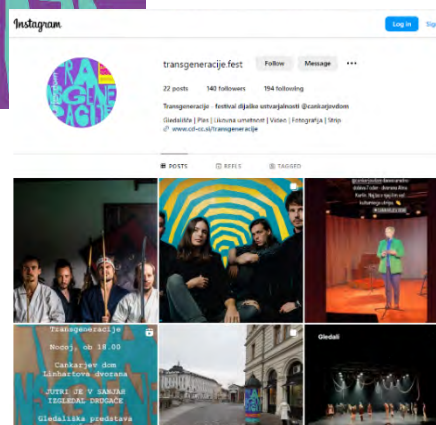 Instagram
Log in
Sign
transgeneracije.fest
Follow
Message
22 posts
140 followers
194 following
Transgeneracije - festival dijaške ustvarjalnosti @cankarjevdom
Gledališče | Ples | Likovna umetnost | Video | Fotografija | Strip
www.cd-cc.si/transgeneracije
POSTS
REELS
TAGGED
Transgeneracije
Nocoj, ob 18.00
Cankarjev dom
Linhartova dvorana
JUTRI JE V SANJAH
IZGLEDAL DRUGAČE
Gledališka predstava
Gledali